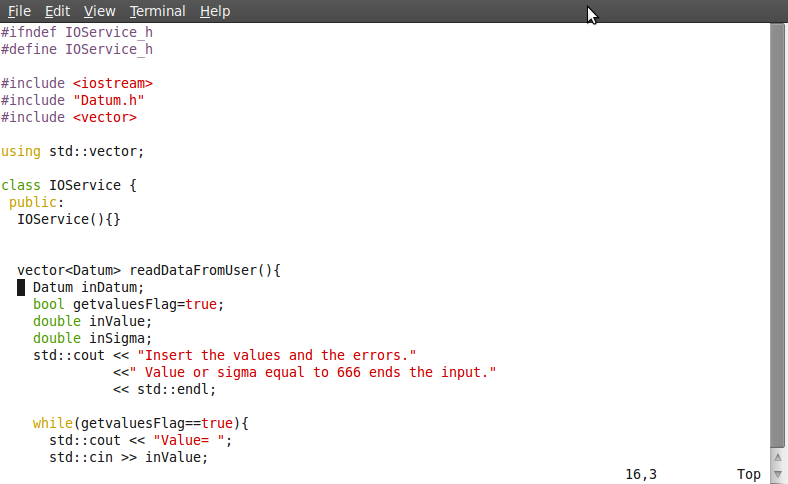 File Edit View Terminal Help
#ifndef IOService_h
#define IOService_h
#include <iostream>
#include "Datum.h"
#include <vector>
using std::vector;
class IOService {
 public:
  IOService(){}
  vector<Datum> readDataFromUser(){
    Datum inDatum;
    bool getvaluesFlag=true;
    double inValue;
    double inSigma;
    std::cout << "Insert the values and the errors."
              <<" Value or sigma equal to 666 ends the input."
              << std::endl;
    while(getvaluesFlag==true){
      std::cout << "Value= ";
      std::cin >> inValue;
16,3 Top